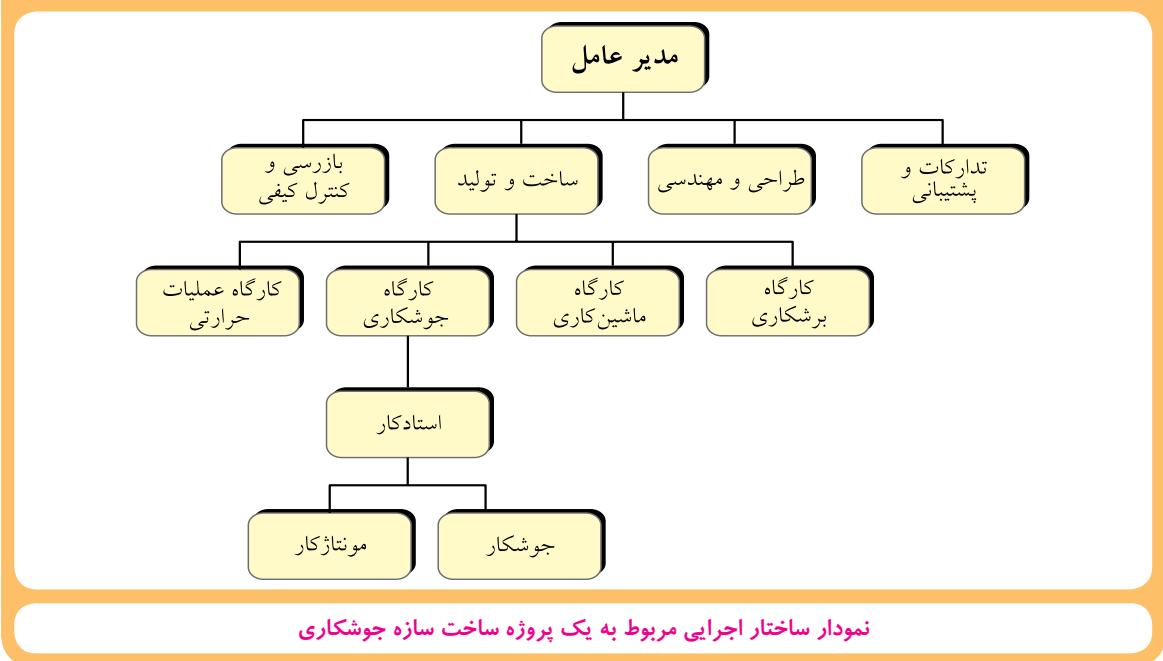 مدیر عامل
تدارکات و
پشتیبانی
طراحی و مهندسی
ساخت و تولید
بازرسی و
کنترل کیفی
کارگاه
برشکاری
کارگاه
ماشین‌کاری
کارگاه
جوشکاری
کارگاه عملیات
حرارتی
استادکار
جوشکار
مونتاژکار
نمودار ساختار اجرایی مربوط به یک پروژه ساخت سازه جوشکاری